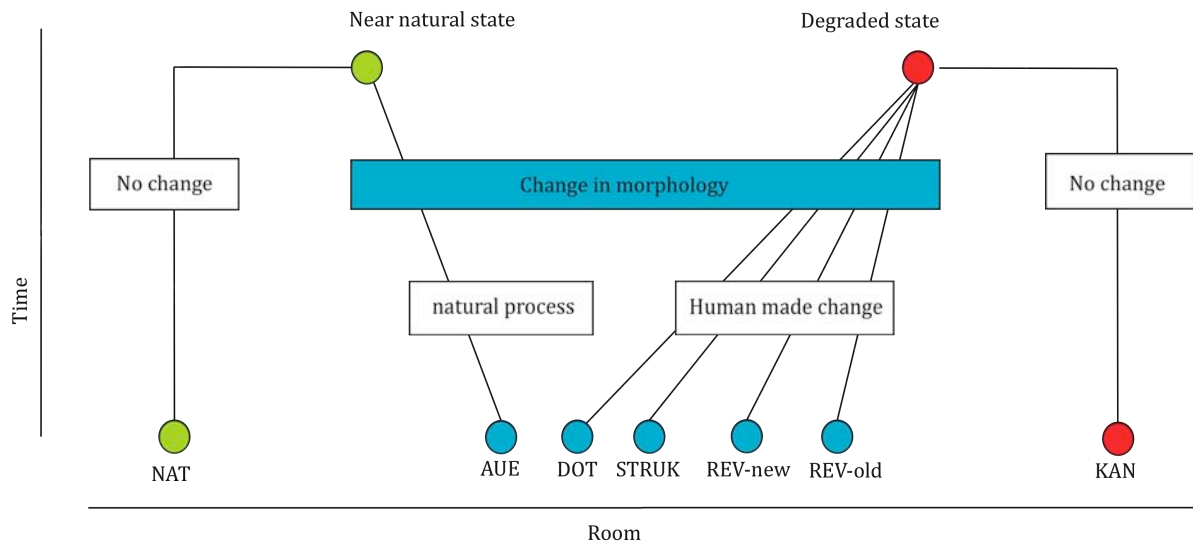 Near natural state
Degraded state
No change
Change in morphology
No change
Time
natural process
Human made change
NAT
AUE
DOT
STRUK
REV-new
REV-old
KAN
Room